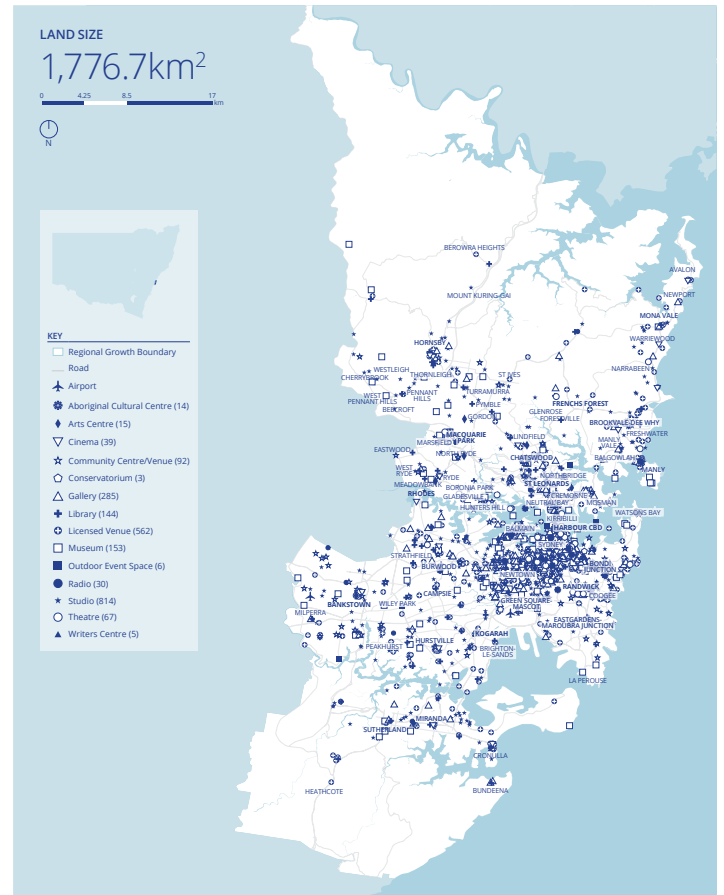 LAND SIZE
1,776.7km2
0 4.25 8.5 17
km
N
KEY
Regional Growth Boundary
Road
Airport
Aboriginal Cultural Centre (14)
Arts Centre (15)
Cinema (39)
Community Centre/Venue (92)
Conservatorium (3)
Gallery (285)
Library (144)
Licensed Venue (562)
Museum (153)
Outdoor Event Space (6)
Radio (30)
Studio (814)
Theatre (67)
Writers Centre (5)
BEROWRA HEIGHTS
AVALON
MOUNT KURING-GAI
NEWPORT
MONA VALE
WARRIEWOOD
HORNSBY
NARRABEEN
WESTLEIGH
CHERRYBROOK
THORNLEIGH
ST IVES
WEST
PENNANT HILLS
PENNANT
HILLS
TURRAMURRA
PYMBLE
BEECROFT
FRENCHS FOREST
GORDON
GLENROSE
FORESTVILLE
BROOKVALE-DEE WHY
MACQUARIE
PARK
MARSFIELD
LINDFIELD
FRESHWATER
MANLY
VALE
EASTWOOD
NORTH RYDE
CHATSWOOD
BALGOWLAH
MANLY
WEST
RYDE
RYDE
NORTHBRIDGE
MEADOWBANK
BORONIA PARK
ST LEONARDS
RHODES
GLADESVILLE
CREMORNE
HUNTERS HILL
NEUTRAL BAY
MOSMAN
KIRRIBILLI
WATSONS BAY
BALMAIN
HARBOUR CBD
SYDNEY
STRATHFIELD
BURWOOD
BONDI
JUNCTION
NEWTOWN
RANDWICK
CAMPSIE
COOGEE
BANKSTOWN
WILEY PARK
GREEN SQUARE-
MASCOT
MILPERRA
EASTGARDENS-
MAROUBRA JUNCTION
KOGARAH
HURSTVILLE
PEAKHURST
BRIGHTON-
LE-SANDS
LA PEROUSE
MIRANDA
SUTHERLAND
CRONULLA
HEATHCOTE
BUNDEENA